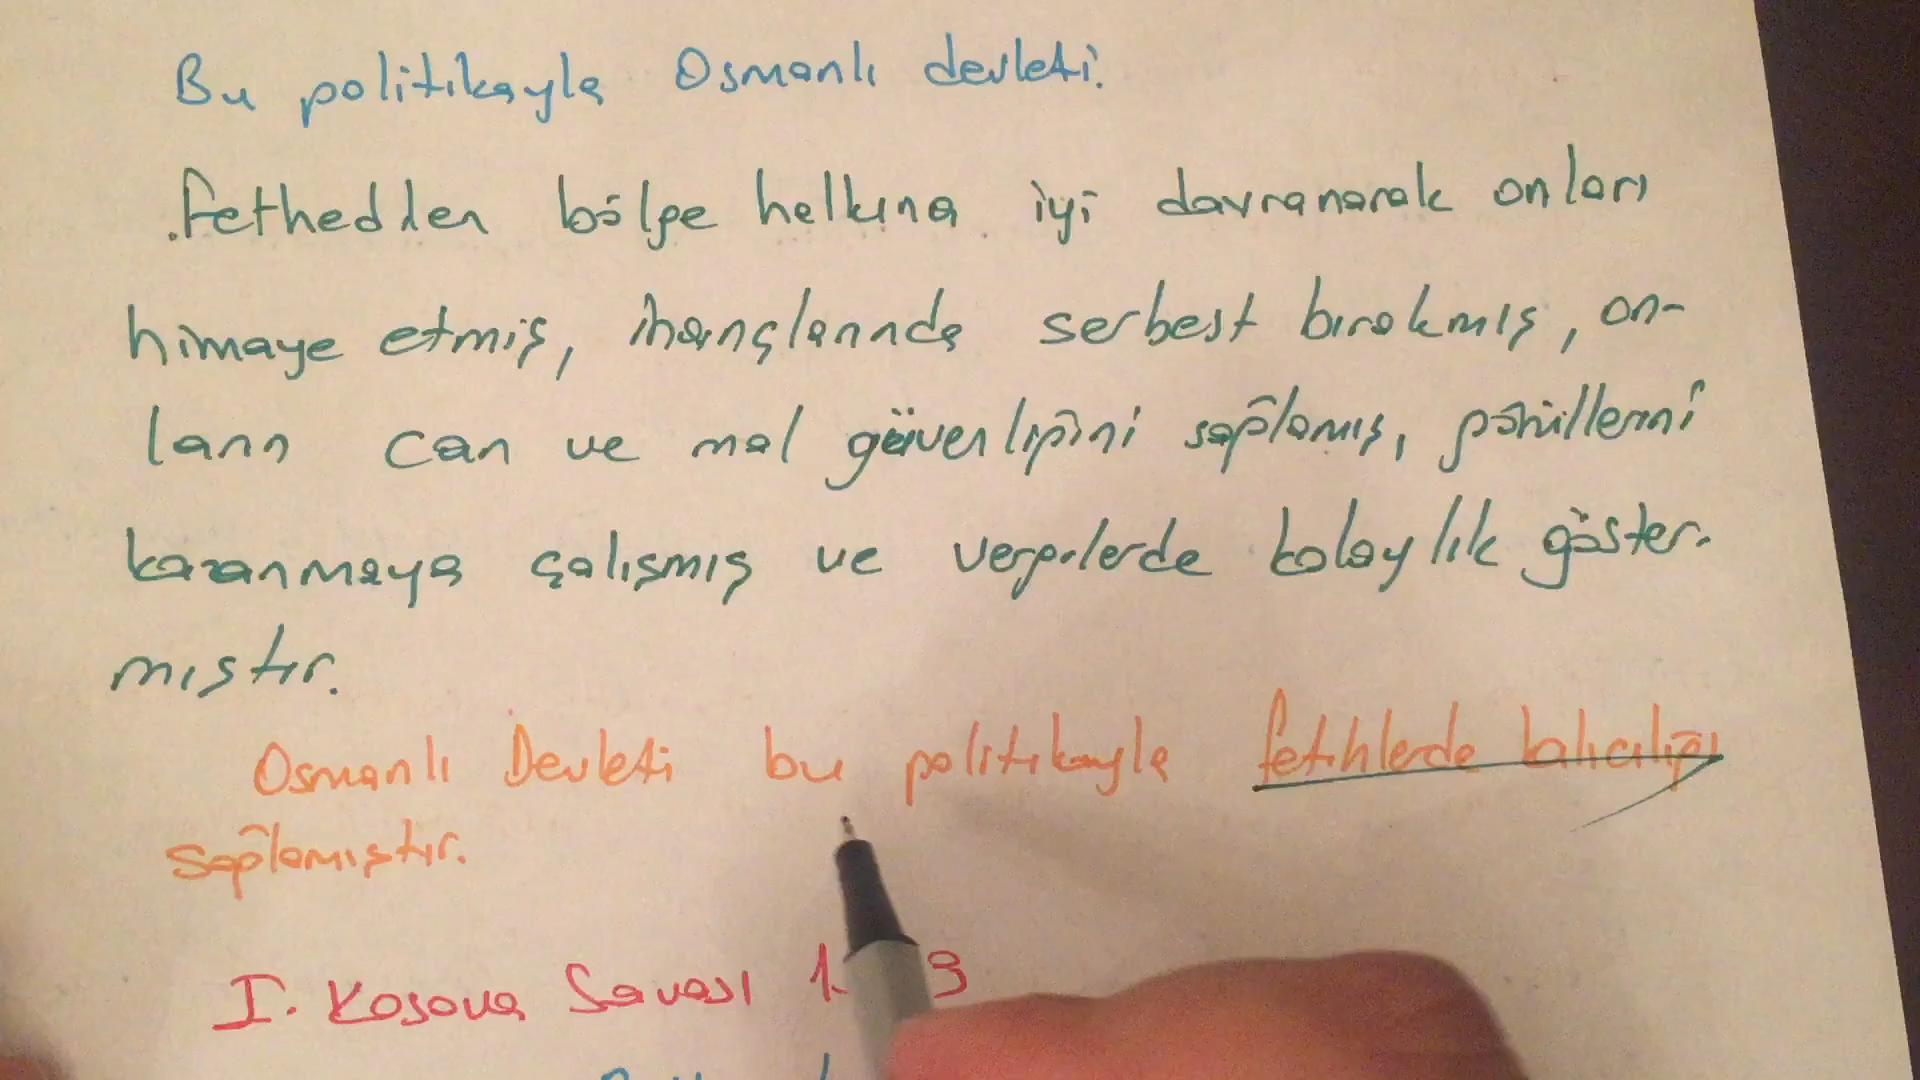 Bu politikayla Osmanlı devleti.
.fethedilen bölge halkına iyi davranarak onları
himaye etmiş, inançlarında serbest bırakmış, on-
ların can ve mal güvenliğini sağlamış, gönüllerini
kazanmaya çalışmış ve vergilerde kolaylık göster-
miştir.
Osmanlı Devleti bu politikayla fetihlerde kalıcılığı
sağlamıştır.
I. Kosova Savaşı